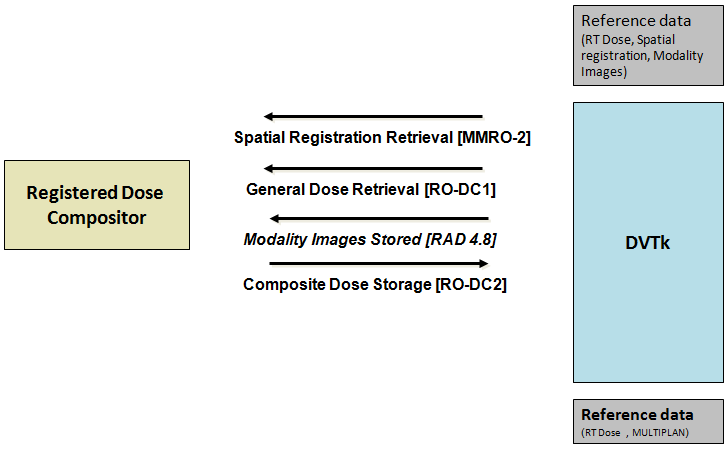 Reference data
(RT Dose, Spatial
registration, Modality
Images)
Spatial Registration Retrieval [MMRO-2]
General Dose Retrieval [RO-DC1]
Registered Dose
Compositor
Modality Images Stored [RAD 4.8]
DVTk
Composite Dose Storage [RO-DC2]
Reference data
(RT Dose , MULTIPLAN)